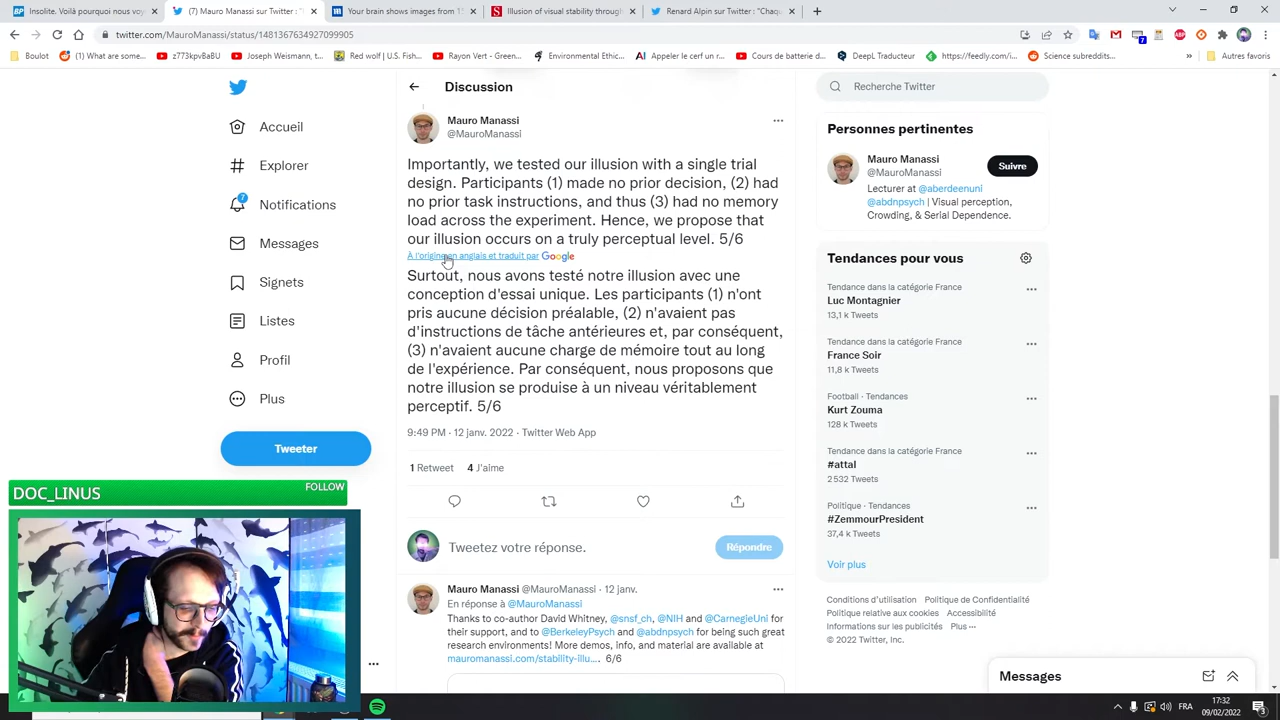 Insolite. Voilà pourquoi nous voy
(7) Mauro Manassi sur Twitter : "I
Your brain shows images from 15
Illusion of visual stability through
Renard Alpin sur Twitter : "Chaqu
twitter.com/MauroManassi/status/1481367634927099905
Boulot
(1) What are some...
z773kpvBaBU
Joseph Weismann, t...
Red wolf | U.S. Fish...
Rayon Vert - Green...
Environmental Ethic...
Appeler le cerf un r...
Cours de batterie d...
DeepL Traducteur
https://feedly.com/i...
Science subreddits...
Autres favoris
Discussion
Recherche Twitter
Accueil
Explorer
7
Notifications
Messages
Signets
Listes
Profil
Plus
Tweeter
Mauro Manassi
@MauroManassi
Importantly, we tested our illusion with a single trial
design. Participants (1) made no prior decision, (2) had
no prior task instructions, and thus (3) had no memory
load across the experiment. Hence, we propose that
our illusion occurs on a truly perceptual level. 5/6
À l'origine en anglais et traduit par Google
Surtout, nous avons testé notre illusion avec une
conception d'essai unique. Les participants (1) n'ont
pris aucune décision préalable, (2) n'avaient pas
d'instructions de tâche antérieures et, par conséquent,
(3) n'avaient aucune charge de mémoire tout au long
de l'expérience. Par conséquent, nous proposons que
notre illusion se produise à un niveau véritablement
perceptif. 5/6
9:49 PM · 12 janv. 2022 · Twitter Web App
1 Retweet 4 J'aime
Tweetez votre réponse.
Répondre
Mauro Manassi @MauroManassi · 12 janv.
En réponse à @MauroManassi
Thanks to co-author David Whitney, @snsf_ch, @NIH and @CarnegieUni for
their support, and to @BerkeleyPsych and @abdnpsych for being such great
research environments! More demos, info, and material are available at
mauromanassi.com/stability-illu... 6/6
Personnes pertinentes
Mauro Manassi
@MauroManassi
Suivre
Lecturer at @aberdeenuni
@abdnpsych | Visual perception,
Crowding, & Serial Dependence.
Tendances pour vous
Tendance dans la catégorie France
Luc Montagnier
13,1 k Tweets
Tendance dans la catégorie France
France Soir
11,8 k Tweets
Football · Tendances
Kurt Zouma
128 k Tweets
Tendance dans la catégorie France
#attal
2 532 Tweets
Politique · Tendances
#ZemmourPresident
37,4 k Tweets
Voir plus
Conditions d'utilisation Politique de Confidentialité
Politique relative aux cookies Accessibilité
Informations sur les publicités Plus ···
© 2022 Twitter, Inc.
Messages
DOC_LINUS
FOLLOW
FRA
17:32
09/02/2022